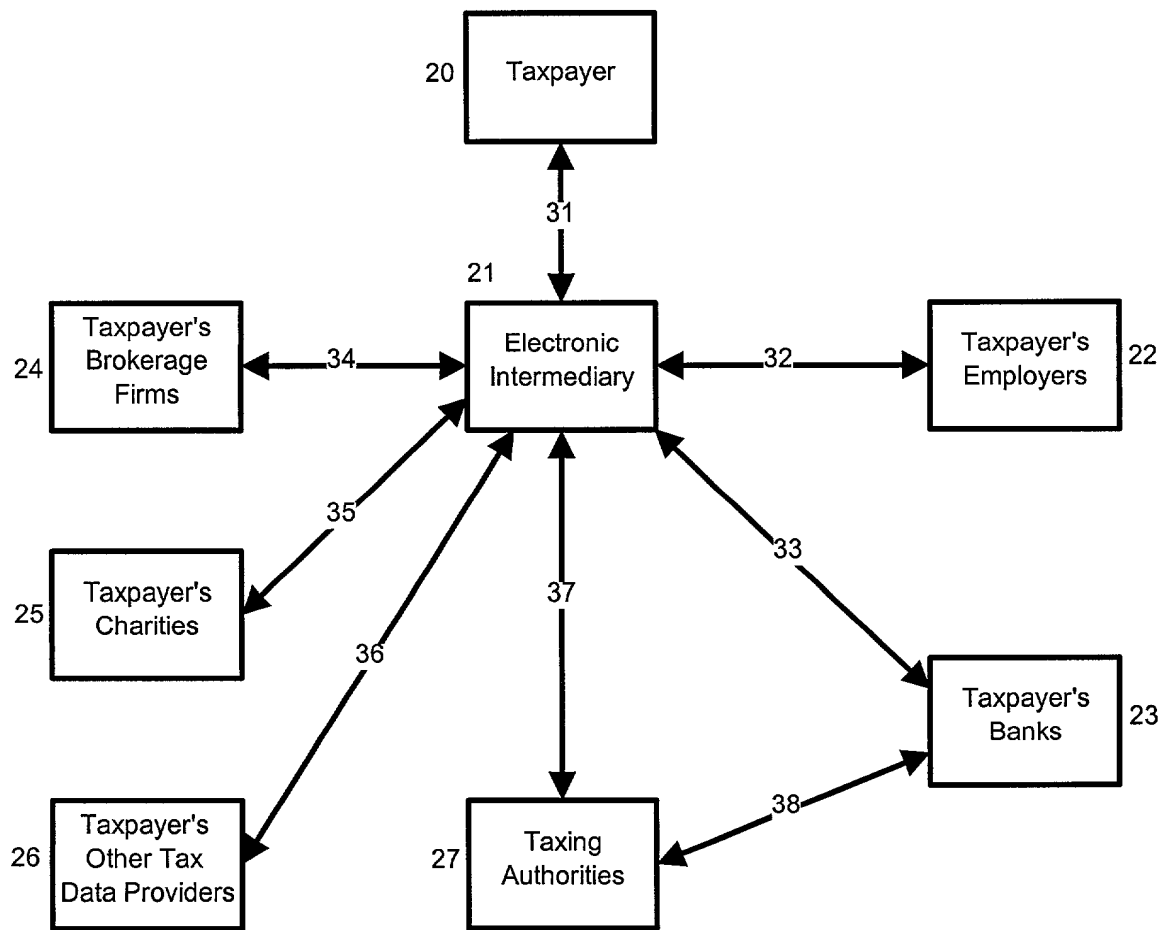 20
Taxpayer
31
21
24
Taxpayer's
Brokerage
Firms
34
Electronic
Intermediary
32
Taxpayer's
Employers
22
35
25
Taxpayer's
Charities
33
37
36
Taxpayer's
Banks
23
38
26
Taxpayer's
Other Tax
Data Providers
27
Taxing
Authorities